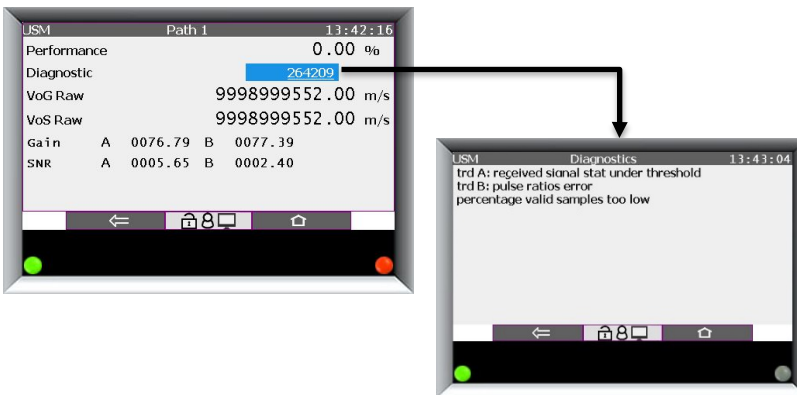 USM Path 1 13:42:16
Performance 0.00 %
Diagnostic 264209
VoG Raw 9998999552.00 m/s
VoS Raw 9998999552.00 m/s
Gain A 0076.79 B 0077.39
SNR A 0005.65 B 0002.40
USM Diagnostics 13:43:04
trd A: received signal stat under threshold
trd B: pulse ratios error
percentage valid samples too low